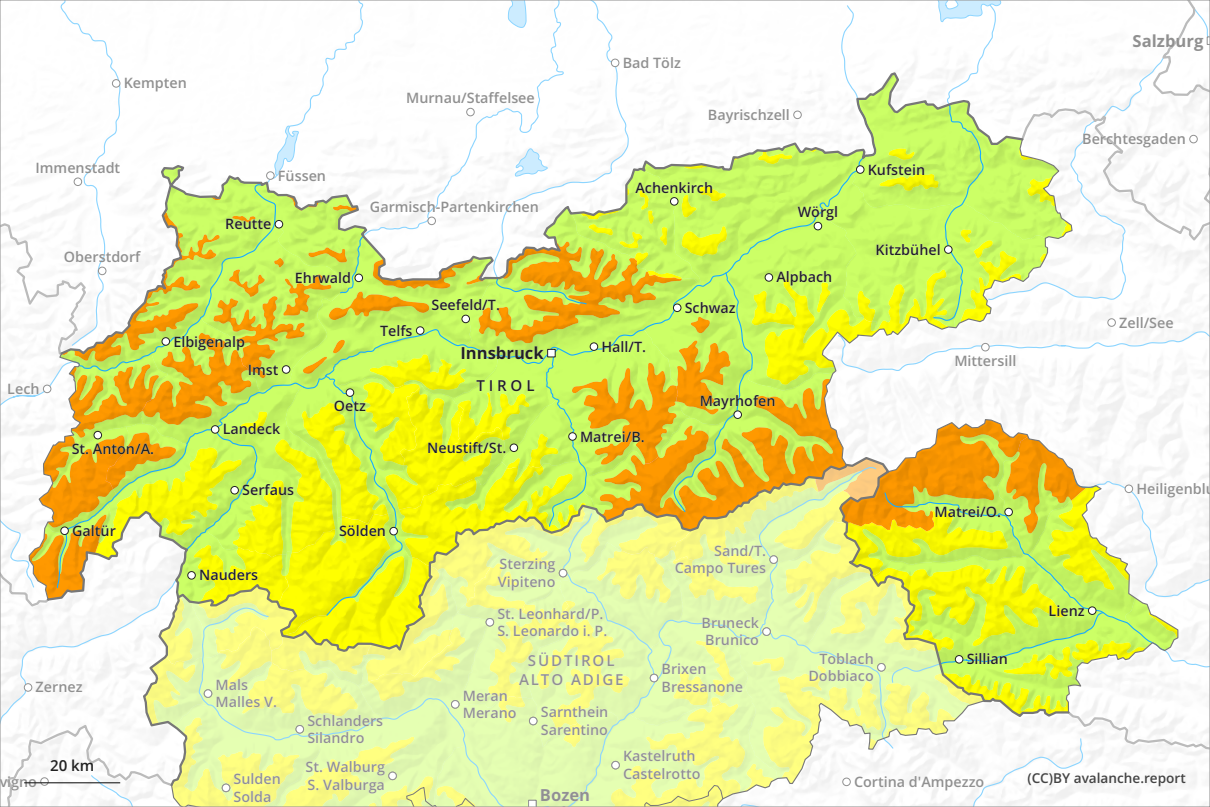 Salzburg
Bad Tölz
Kempten
Murnau/Staffelsee
Bayrischzell
Berchtesgaden
Immenstadt
Füssen
Kufstein
Achenkirch
Garmisch-Partenkirchen
Wörgl
Reutte
Oberstdorf
Kitzbühel
Ehrwald
Alpbach
Seefeld/T.
Schwaz
Zell/See
Telfs
Elbigenalp
Innsbruck
Hall/T.
Mittersill
Imst
TIROL
Lech
Mayrhofen
Oetz
Landeck
Matrei/B.
St. Anton/A.
Neustift/St.
Serfaus
Heiligenblu
Matrei/O.
Galtür
Sölden
Sand/T.
Campo Tures
Sterzing
Vipiteno
Nauders
St. Leonhard/P.
S. Leonardo i. P.
Lienz
Bruneck
Brunico
SÜDTIROL
ALTO ADIGE
Toblach
Dobbiaco
Sillian
Brixen
Bressanone
Zernez
Mals
Malles V.
Meran
Merano
Sarnthein
Sarentino
Schlanders
Silandro
Kastelruth
Castelrotto
St. Walburg
S. Valburga
20 km
vigno
Sulden
Solda
Cortina d'Ampezzo
(CC)BY avalanche.report
Bozen